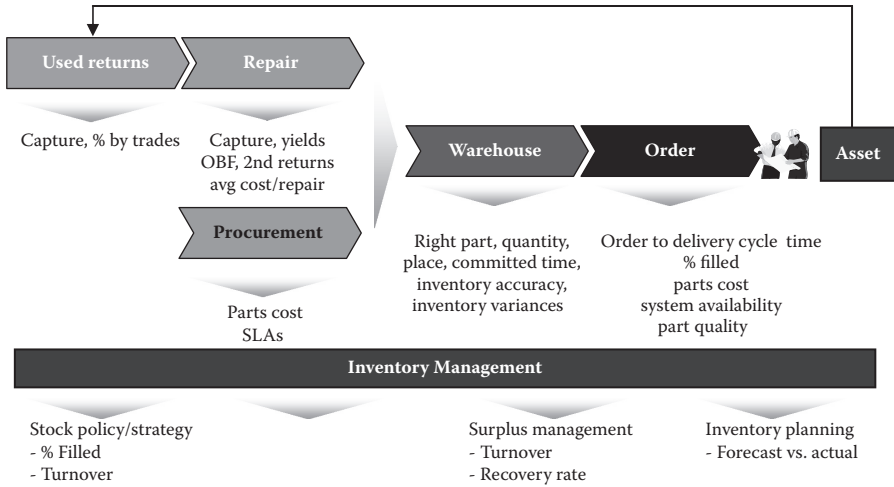 Used returns
Repair
Capture, % by trades
Capture, yields
OBF, 2nd returns
avg cost/repair
Warehouse
Order
Asset
Procurement
Right part, quantity,
place, committed time,
inventory accuracy,
inventory variances
Order to delivery cycle time
% filled
parts cost
system availability
part quality
Parts cost
SLAs
Inventory Management
Stock policy/strategy
- % Filled
- Turnover
Surplus management
- Turnover
- Recovery rate
Inventory planning
- Forecast vs. actual